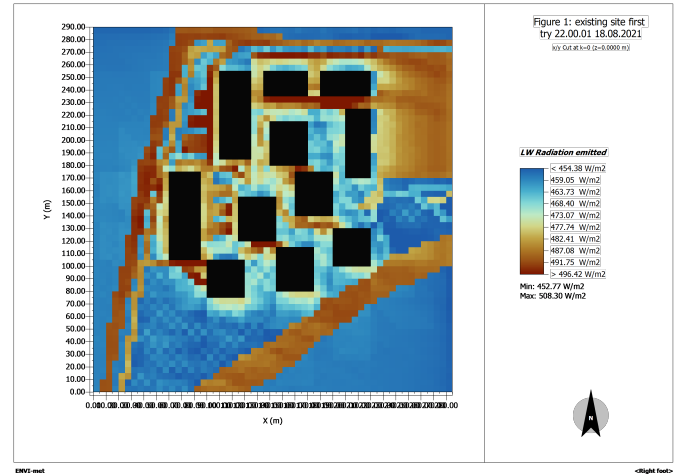 Figure 1: existing site first
try 22.00.01 18.08.2021
x/y Cut at k=0 (z=0.0000 m)
290.00
280.00
270.00
260.00
250.00
240.00
230.00
220.00
210.00
200.00
190.00
180.00
170.00
160.00
150.00
140.00
130.00
120.00
110.00
100.00
90.00
80.00
70.00
60.00
50.00
40.00
30.00
20.00
10.00
0.00
Y (m)
X (m)
LW Radiation emitted
< 454.38 W/m2
459.05 W/m2
463.73 W/m2
468.40 W/m2
473.07 W/m2
477.74 W/m2
482.41 W/m2
487.08 W/m2
491.75 W/m2
> 496.42 W/m2
Min: 452.77 W/m2
Max: 508.30 W/m2
N
ENVI-met
<Right foot>